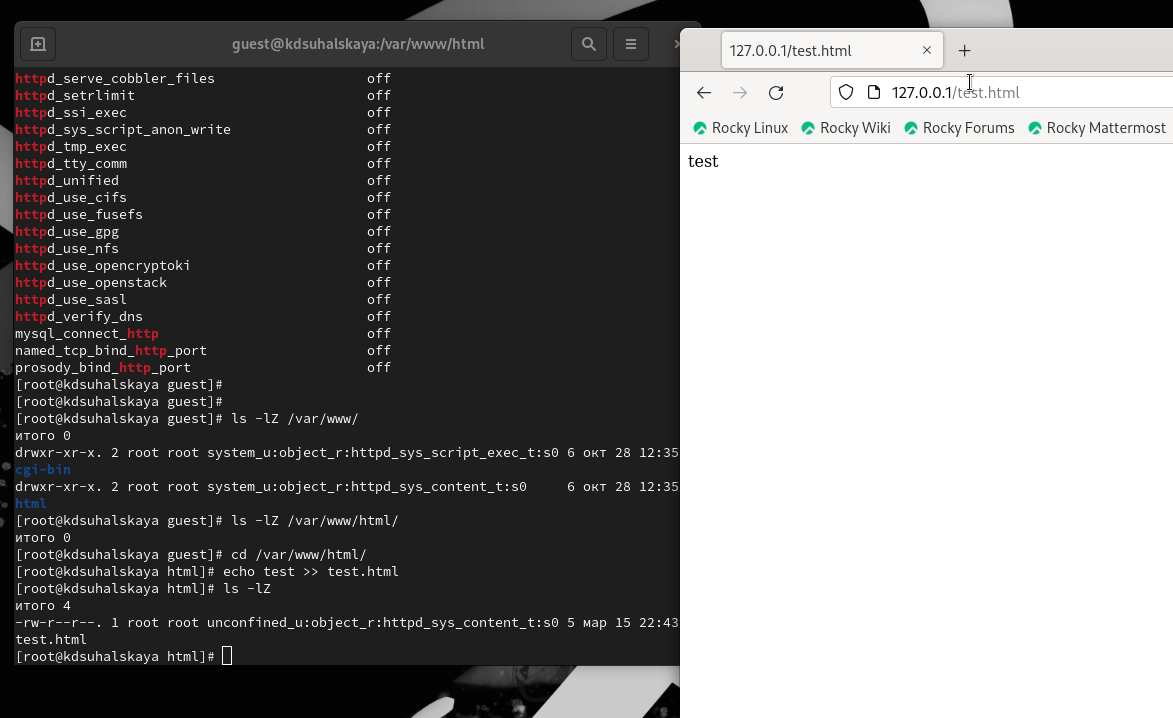 guest@kdsuhalskaya:/var/www/html
httpd_serve_cobbler_files off
httpd_setrlimit off
httpd_ssi_exec off
httpd_sys_script_anon_write off
httpd_tmp_exec off
httpd_tty_comm off
httpd_unified off
httpd_use_cifs off
httpd_use_fusefs off
httpd_use_gpg off
httpd_use_nfs off
httpd_use_opencryptoki off
httpd_use_openstack off
httpd_use_sasl off
httpd_verify_dns off
mysql_connect_http off
named_tcp_bind_http_port off
prosody_bind_http_port off
[root@kdsuhalskaya guest]#
[root@kdsuhalskaya guest]#
[root@kdsuhalskaya guest]# ls -lZ /var/www/
итого 0
drwxr-xr-x. 2 root root system_u:object_r:httpd_sys_script_exec_t:s0 6 окт 28 12:35
cgi-bin
drwxr-xr-x. 2 root root system_u:object_r:httpd_sys_content_t:s0 6 окт 28 12:35
html
[root@kdsuhalskaya guest]# ls -lZ /var/www/html/
итого 0
[root@kdsuhalskaya guest]# cd /var/www/html/
[root@kdsuhalskaya html]# echo test >> test.html
[root@kdsuhalskaya html]# ls -lZ
итого 4
-rw-r--r--. 1 root root unconfined_u:object_r:httpd_sys_content_t:s0 5 мар 15 22:43
test.html
[root@kdsuhalskaya html]#
127.0.0.1/test.html
127.0.0.1/test.html
Rocky Linux Rocky Wiki Rocky Forums Rocky Mattermost
test